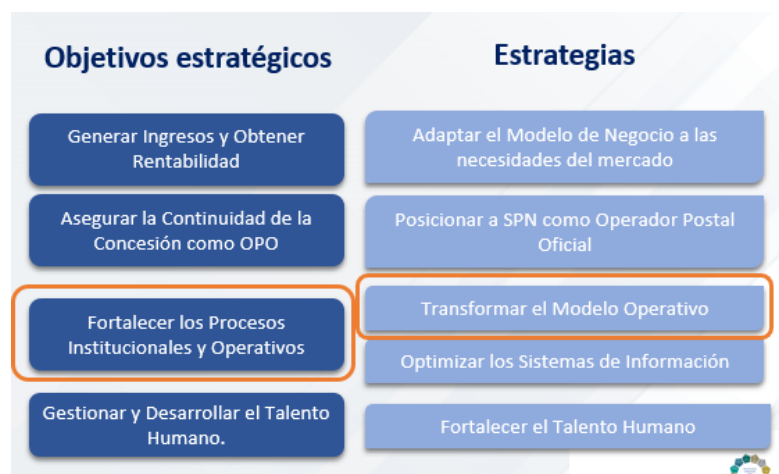 Objetivos estratégicos
Estrategias
Generar Ingresos y Obtener
Rentabilidad
Adaptar el Modelo de Negocio a las
necesidades del mercado
Asegurar la Continuidad de la
Concesión como OPO
Posicionar a SPN como Operador Postal
Oficial
Fortalecer los Procesos
Institucionales y Operativos
Transformar el Modelo Operativo
Optimizar los Sistemas de Información
Gestionar y Desarrollar el Talento
Humano.
Fortalecer el Talento Humano